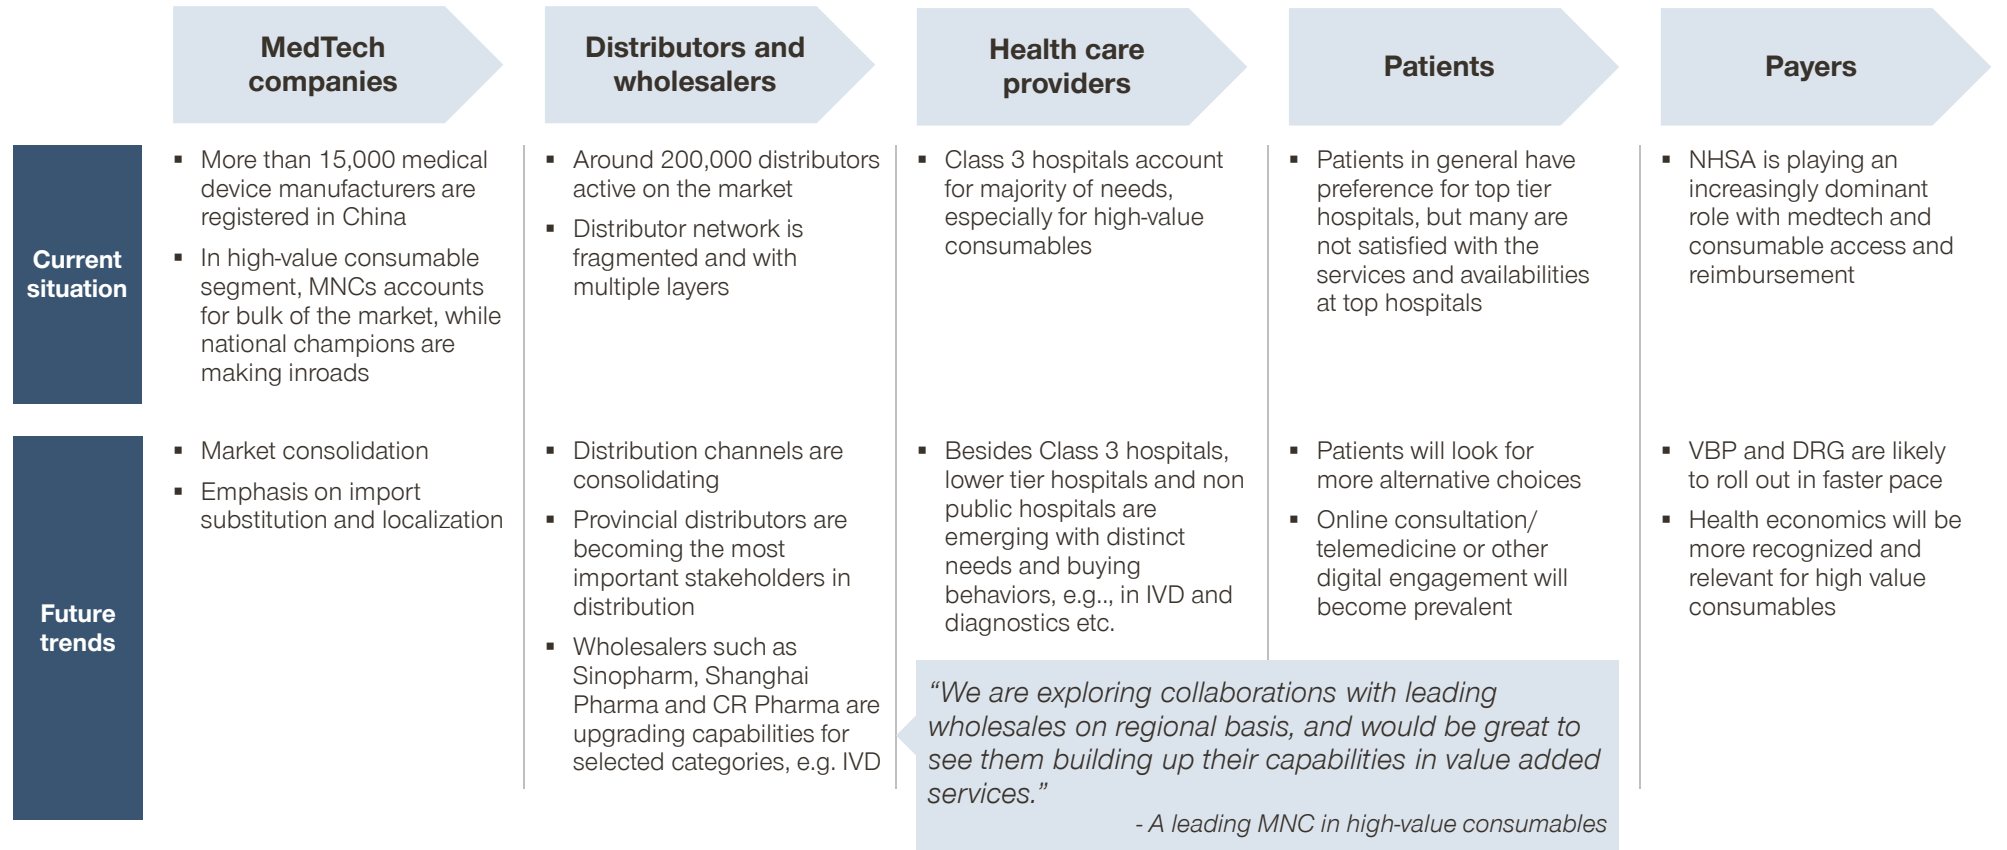 MedTech
companies
Distributors and
wholesalers
Health care
providers
Patients
Payers
Current
situation
▪ More than 15,000 medical
device manufacturers are
registered in China
▪ In high-value consumable
segment, MNCs accounts
for bulk of the market, while
national champions are
making inroads
▪ Around 200,000 distributors
active on the market
▪ Distributor network is
fragmented and with
multiple layers
▪ Class 3 hospitals account
for majority of needs,
especially for high-value
consumables
▪ Patients in general have
preference for top tier
hospitals, but many are
not satisfied with the
services and availabilities
at top hospitals
▪ NHSA is playing an
increasingly dominant
role with medtech and
consumable access and
reimbursement
Future
trends
▪ Market consolidation
▪ Emphasis on import
substitution and localization
▪ Distribution channels are
consolidating
▪ Provincial distributors are
becoming the most
important stakeholders in
distribution
▪ Wholesalers such as
Sinopharm, Shanghai
Pharma and CR Pharma are
upgrading capabilities for
selected categories, e.g. IVD
▪ Besides Class 3 hospitals,
lower tier hospitals and non
public hospitals are
emerging with distinct
needs and buying
behaviors, e.g.., in IVD and
diagnostics etc.
▪ Patients will look for
more alternative choices
▪ Online consultation/
telemedicine or other
digital engagement will
become prevalent
▪ VBP and DRG are likely
to roll out in faster pace
▪ Health economics will be
more recognized and
relevant for high value
consumables
“We are exploring collaborations with leading
wholesales on regional basis, and would be great to
see them building up their capabilities in value added
services.”
- A leading MNC in high-value consumables